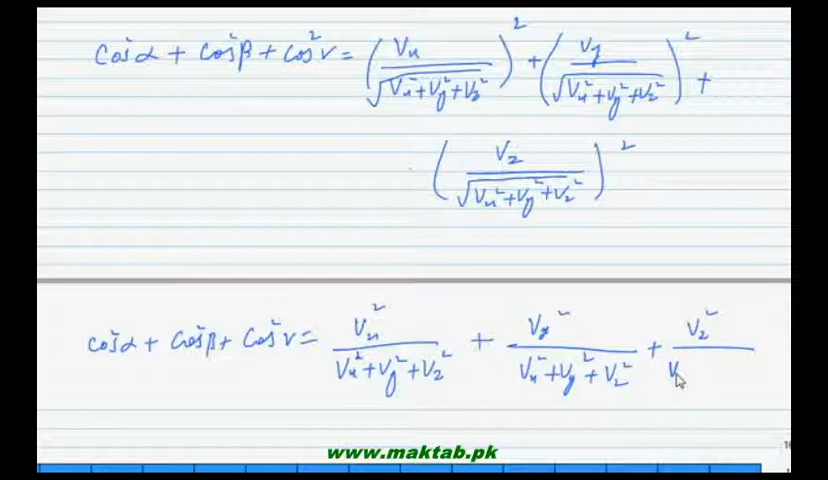 cos²α + cos²β + cos²γ = (Vx / √(Vx² + Vy² + Vz²))² + (Vy / √(Vx² + Vy² + Vz²))² +
(Vz / √(Vx² + Vy² + Vz²))²
cos²α + cos²β + cos²γ = Vx² / (Vx² + Vy² + Vz²) + Vy² / (Vx² + Vy² + Vz²) + Vz² / V
www.maktab.pk